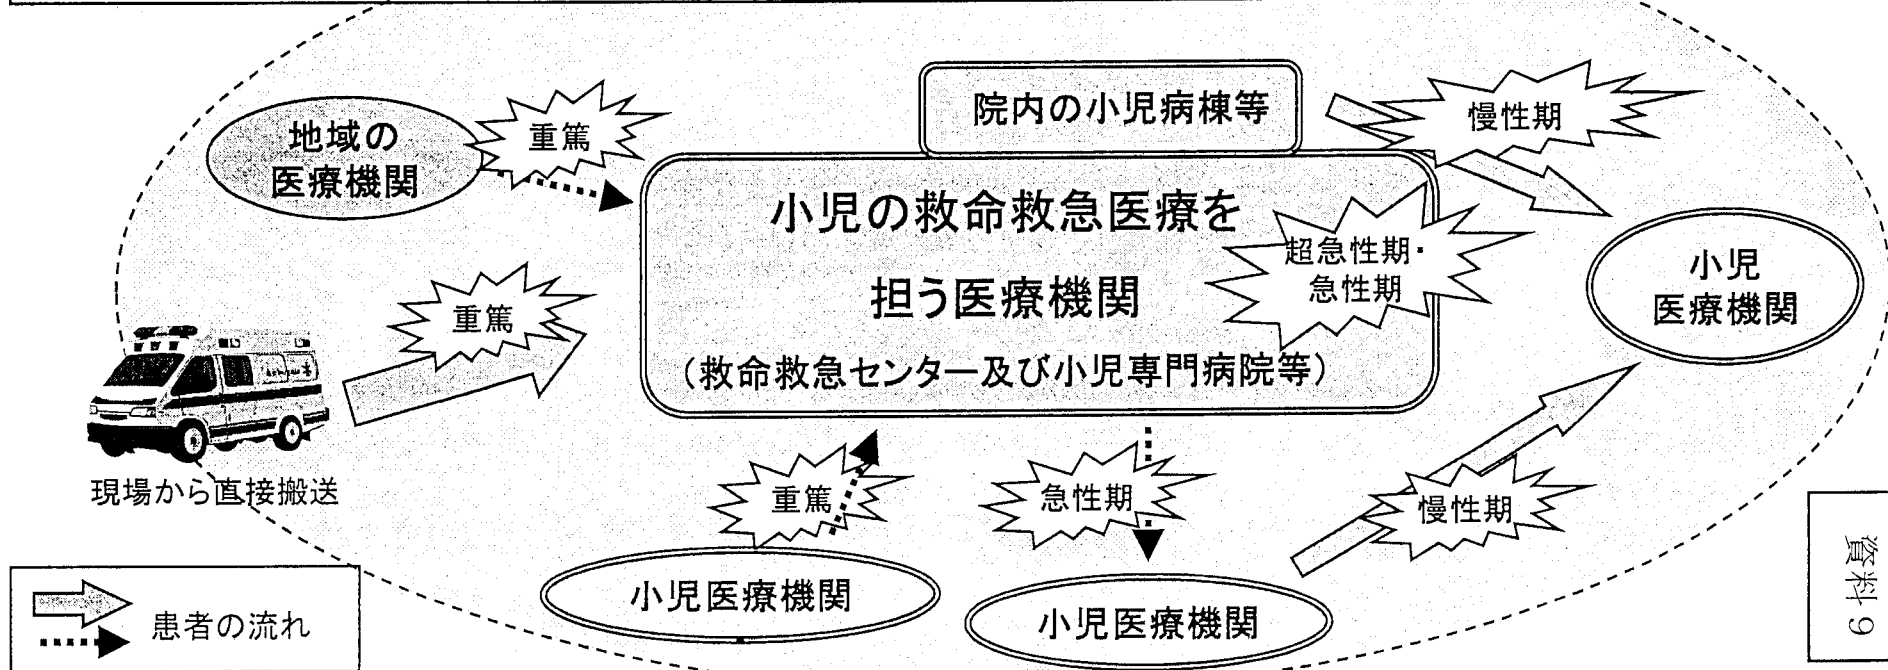 院内の小児病棟等
慢性期
地域の
医療機関
重篤
小児の救命救急医療を
担う医療機関
(救命救急センター及び小児専門病院等)
超急性期・
急性期
小児
医療機関
重篤
現場から直接搬送
重篤
急性期
慢性期
小児医療機関
小児医療機関
患者の流れ
資料9